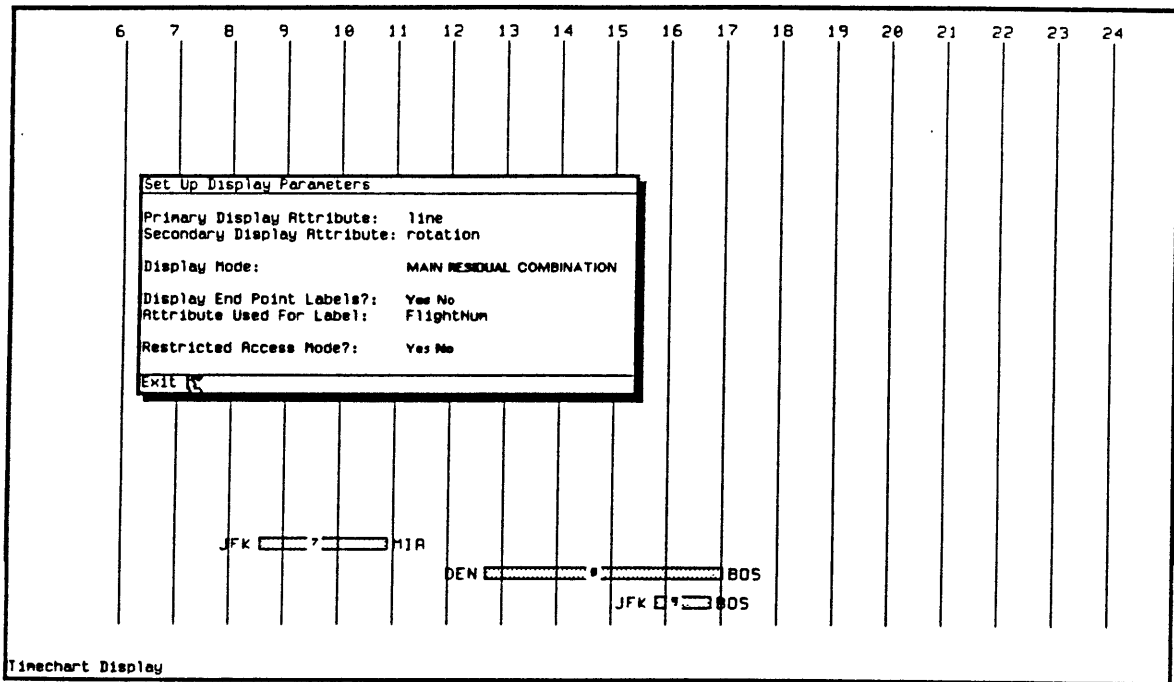 6 7 8 9 10 11 12 13 14 15 16 17 18 19 20 21 22 23 24
Set Up Display Parameters
Primary Display Attribute: line
Secondary Display Attribute: rotation
Display Mode: MAIN RESIDUAL COMBINATION
Display End Point Labels?: Yes No
Attribute Used For Label: FlightNum
Restricted Access Mode?: Yes No
Exit
JFK 7 MIA
DEN BOS
JFK 9 BOS
Timechart Display